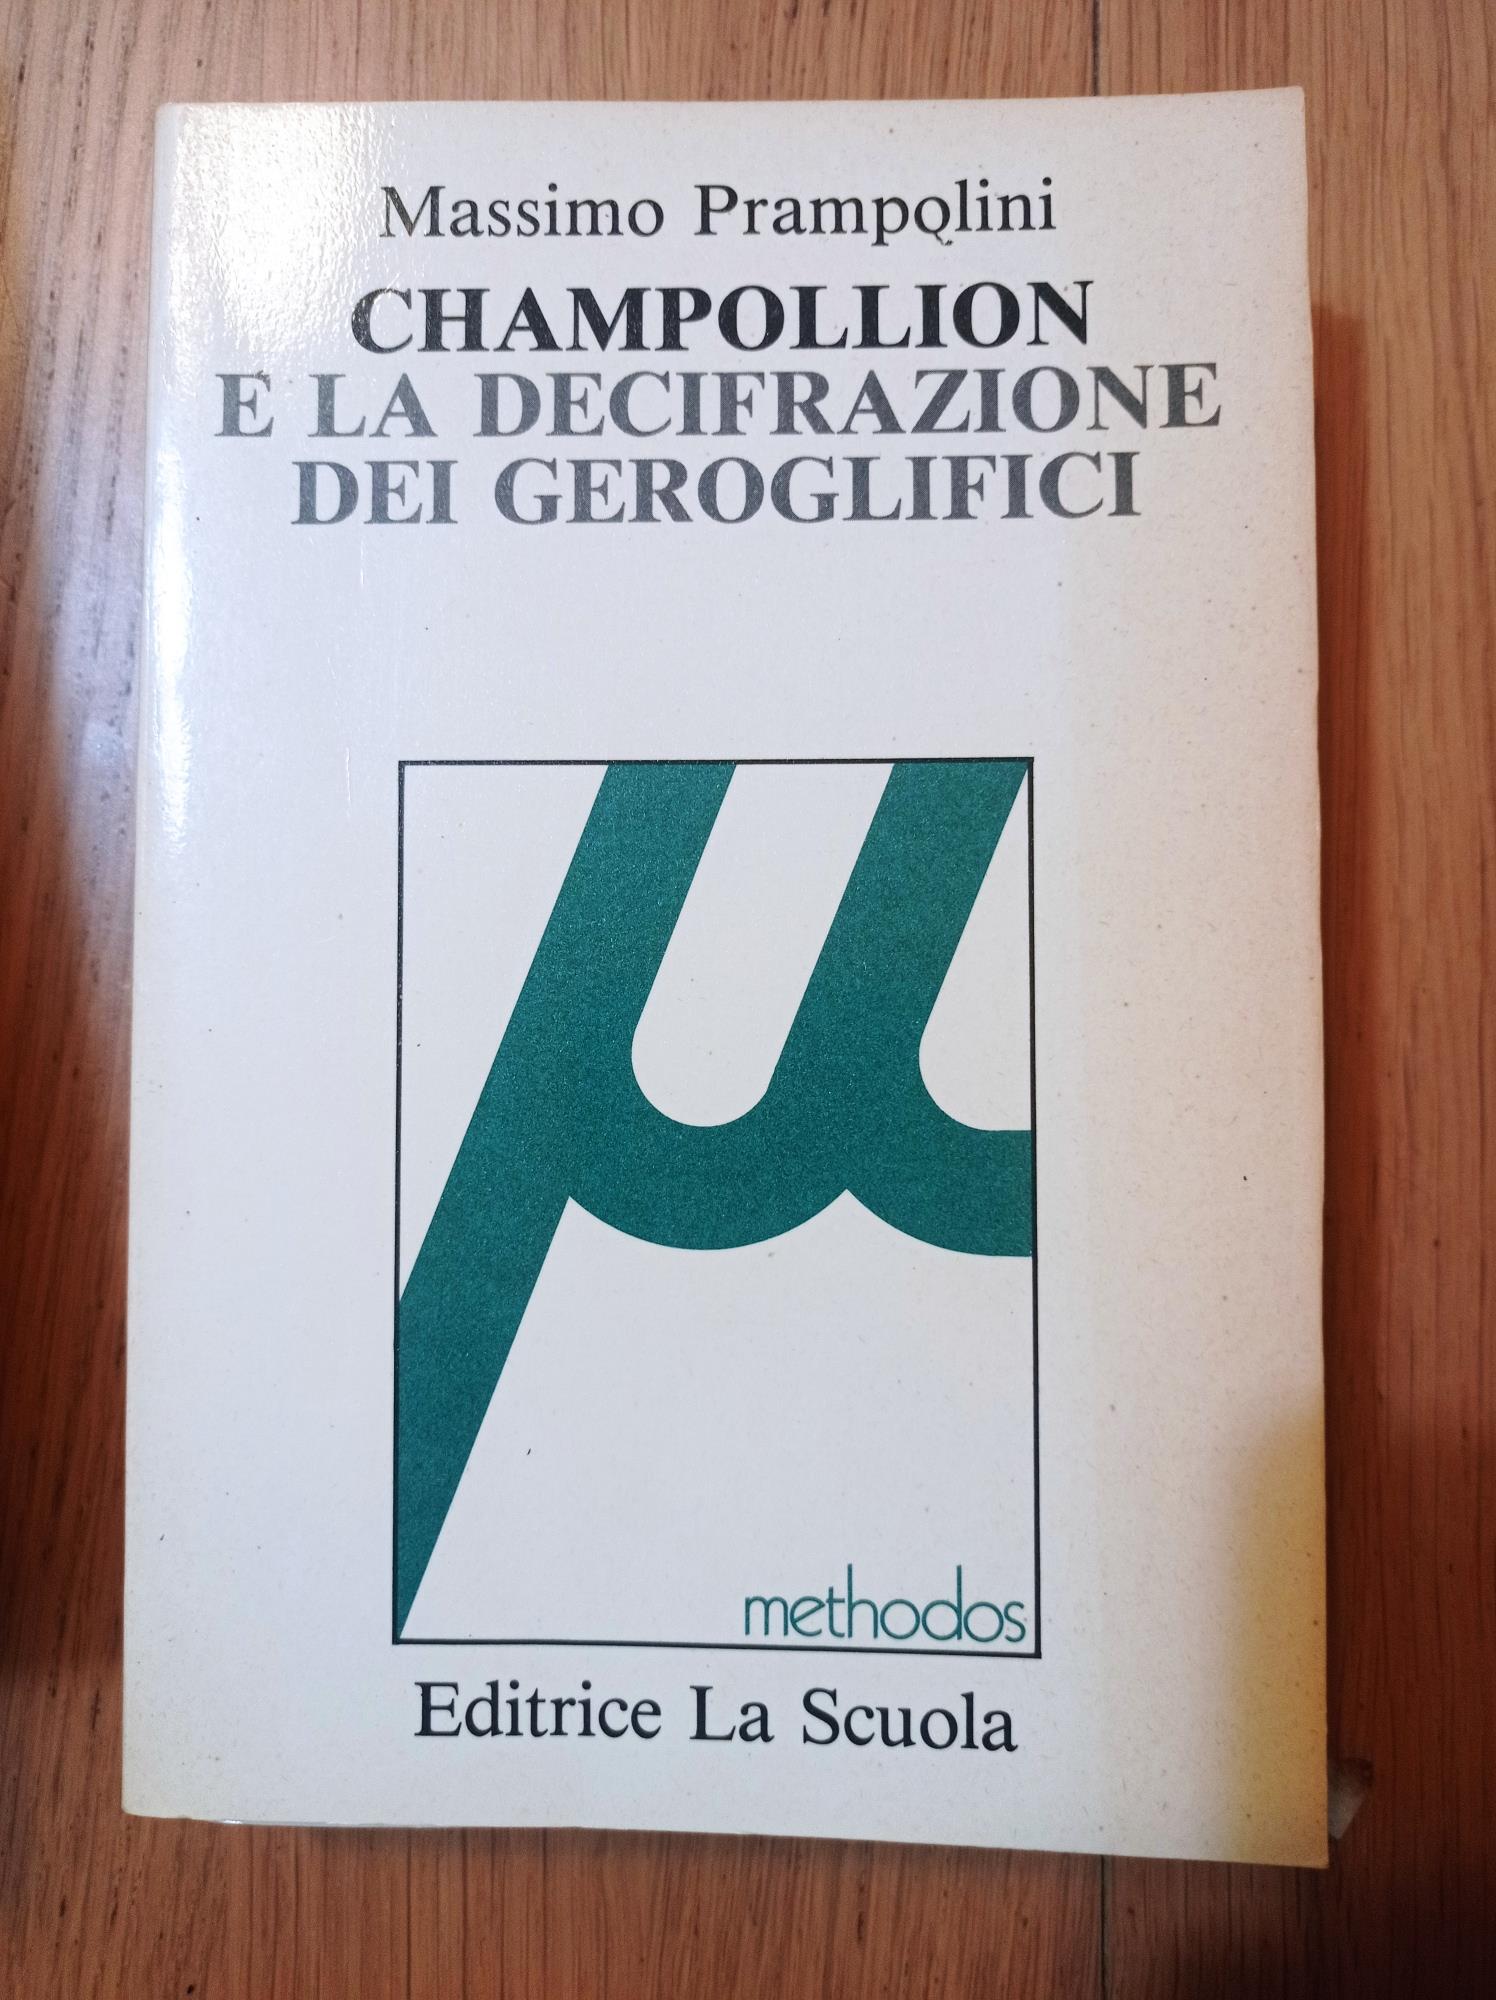 Massimo Prampolini
CHAMPOLLION
E LA DECIFRAZIONE
DEI GEROGLIFICI
μ
methodos
Editrice La Scuola